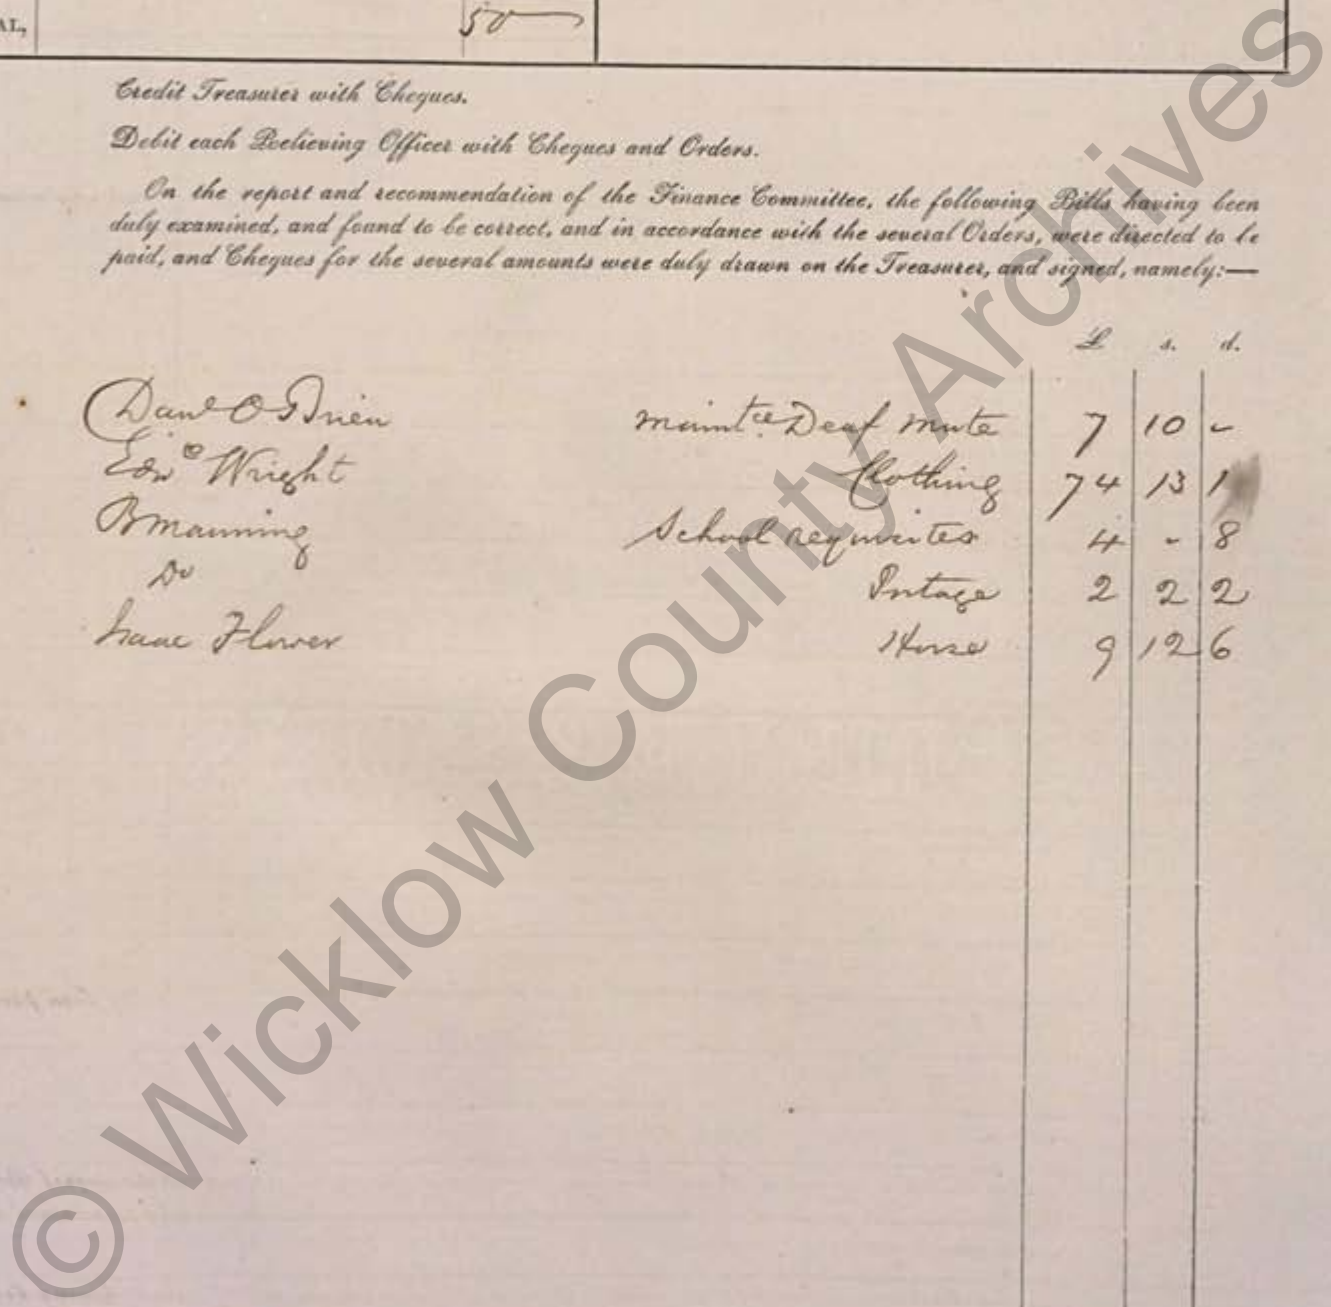 AL, 50
Credit Treasurer with Cheques.
Debit each Relieving Officer with Cheques and Orders.
On the report and recommendation of the Finance Committee, the following Bills having been
duly examined, and found to be correct, and in accordance with the several Orders, were directed to be
paid, and Cheques for the several amounts were duly drawn on the Treasurer, and signed, namely:—
£ s. d.
Danl O'Brien Maintce. Deaf Mute 7 10 -
Edwd Wright Clothing 74 13 1
B Manning School requisites 4 - 8
Do 2 2 2
Isaac Flower Horse 9 12 6
© Wicklow County Archives